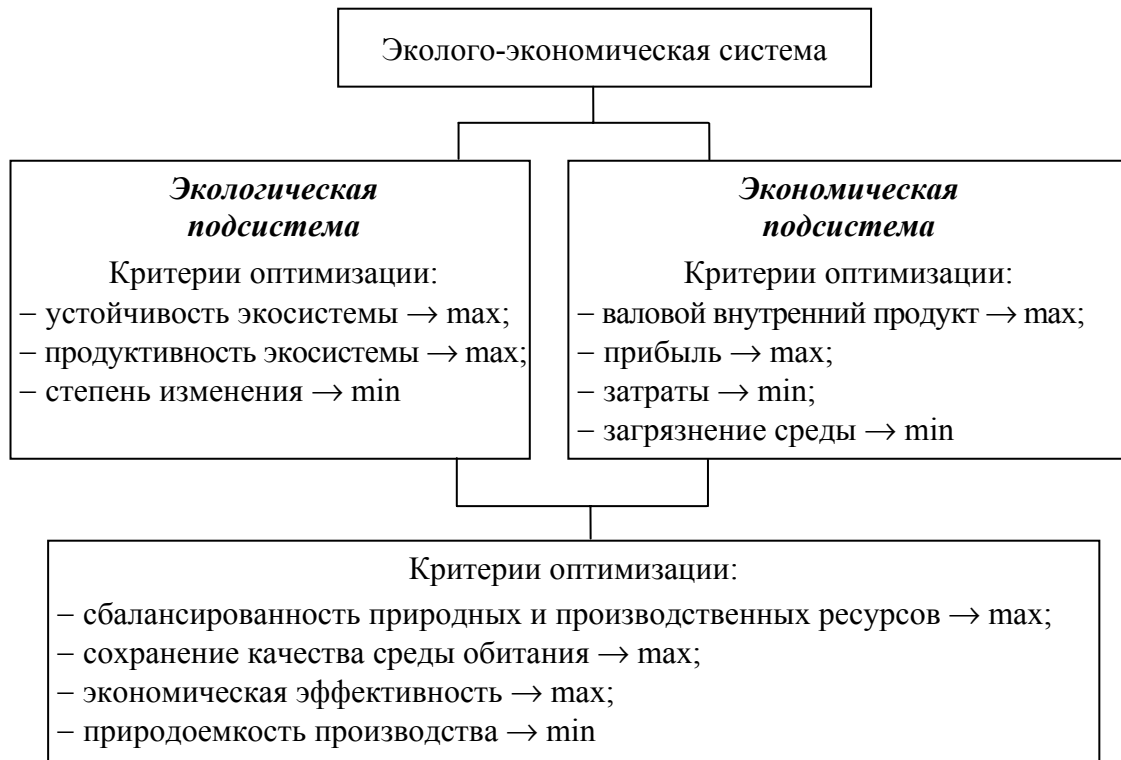 Эколого-экономическая система
Экологическая
подсистема
Критерии оптимизации:
− устойчивость экосистемы → max;
− продуктивность экосистемы → max;
− степень изменения → min
Экономическая
подсистема
Критерии оптимизации:
− валовой внутренний продукт → max;
− прибыль → max;
− затраты → min;
− загрязнение среды → min
Критерии оптимизации:
− сбалансированность природных и производственных ресурсов → max;
− сохранение качества среды обитания → max;
− экономическая эффективность → max;
− природоемкость производства → min